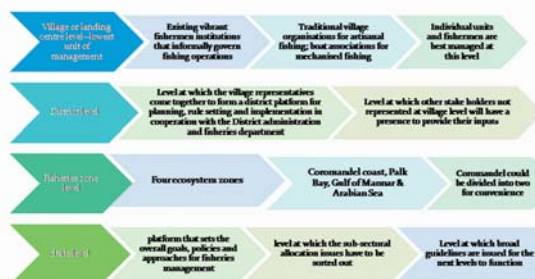 Village or landing
centre level-lowest
unit of
management
Existing vibrant
fishermen institutions
that informally govern
fishing operations
Traditional village
organisations for artisanal
fishing; boat associations for
mechanised fishing
Individual units
and fishermen are
best managed at
this level
District level
Level at which the village representatives
come together to form a district platform for
planning, rule setting and implementation in
cooperation with the District administration
and fisheries department
Level at which other stake holders not
represented at village level will have a
presence to provide their inputs
Fisheries zone
level
Four ecosystem zones
Coromandel coast, Palk
Bay, Gulf of Mannar &
Arabian Sea
Coromandel could
be divided into two
for convenience
State level
platform that sets the
overall goals, policies and
approaches for fisheries
management
level at which the sub-sectoral
allocation issues have to be
sorted out
Level at which broad
guidelines are issued for the
next levels to function